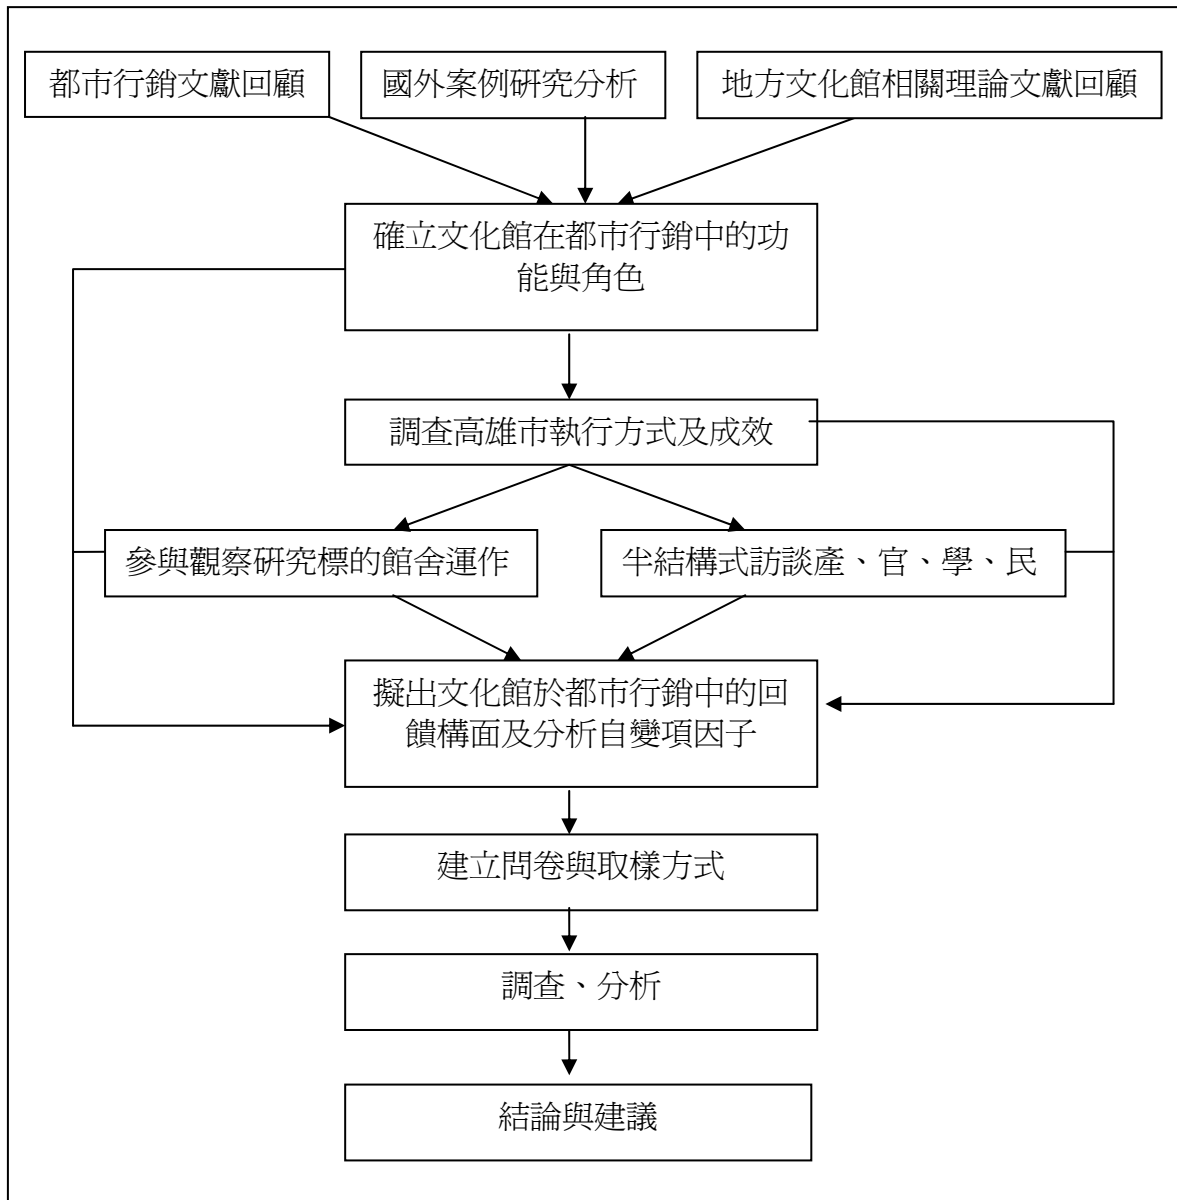 都市行銷文獻回顧
國外案例研究分析
地方文化館相關理論文獻回顧
確立文化館在都市行銷中的功
能與角色
調查高雄市執行方式及成效
參與觀察研究標的館舍運作
半結構式訪談產、官、學、民
擬出文化館於都市行銷中的回
饋構面及分析自變項因子
建立問卷與取樣方式
調查、分析
結論與建議